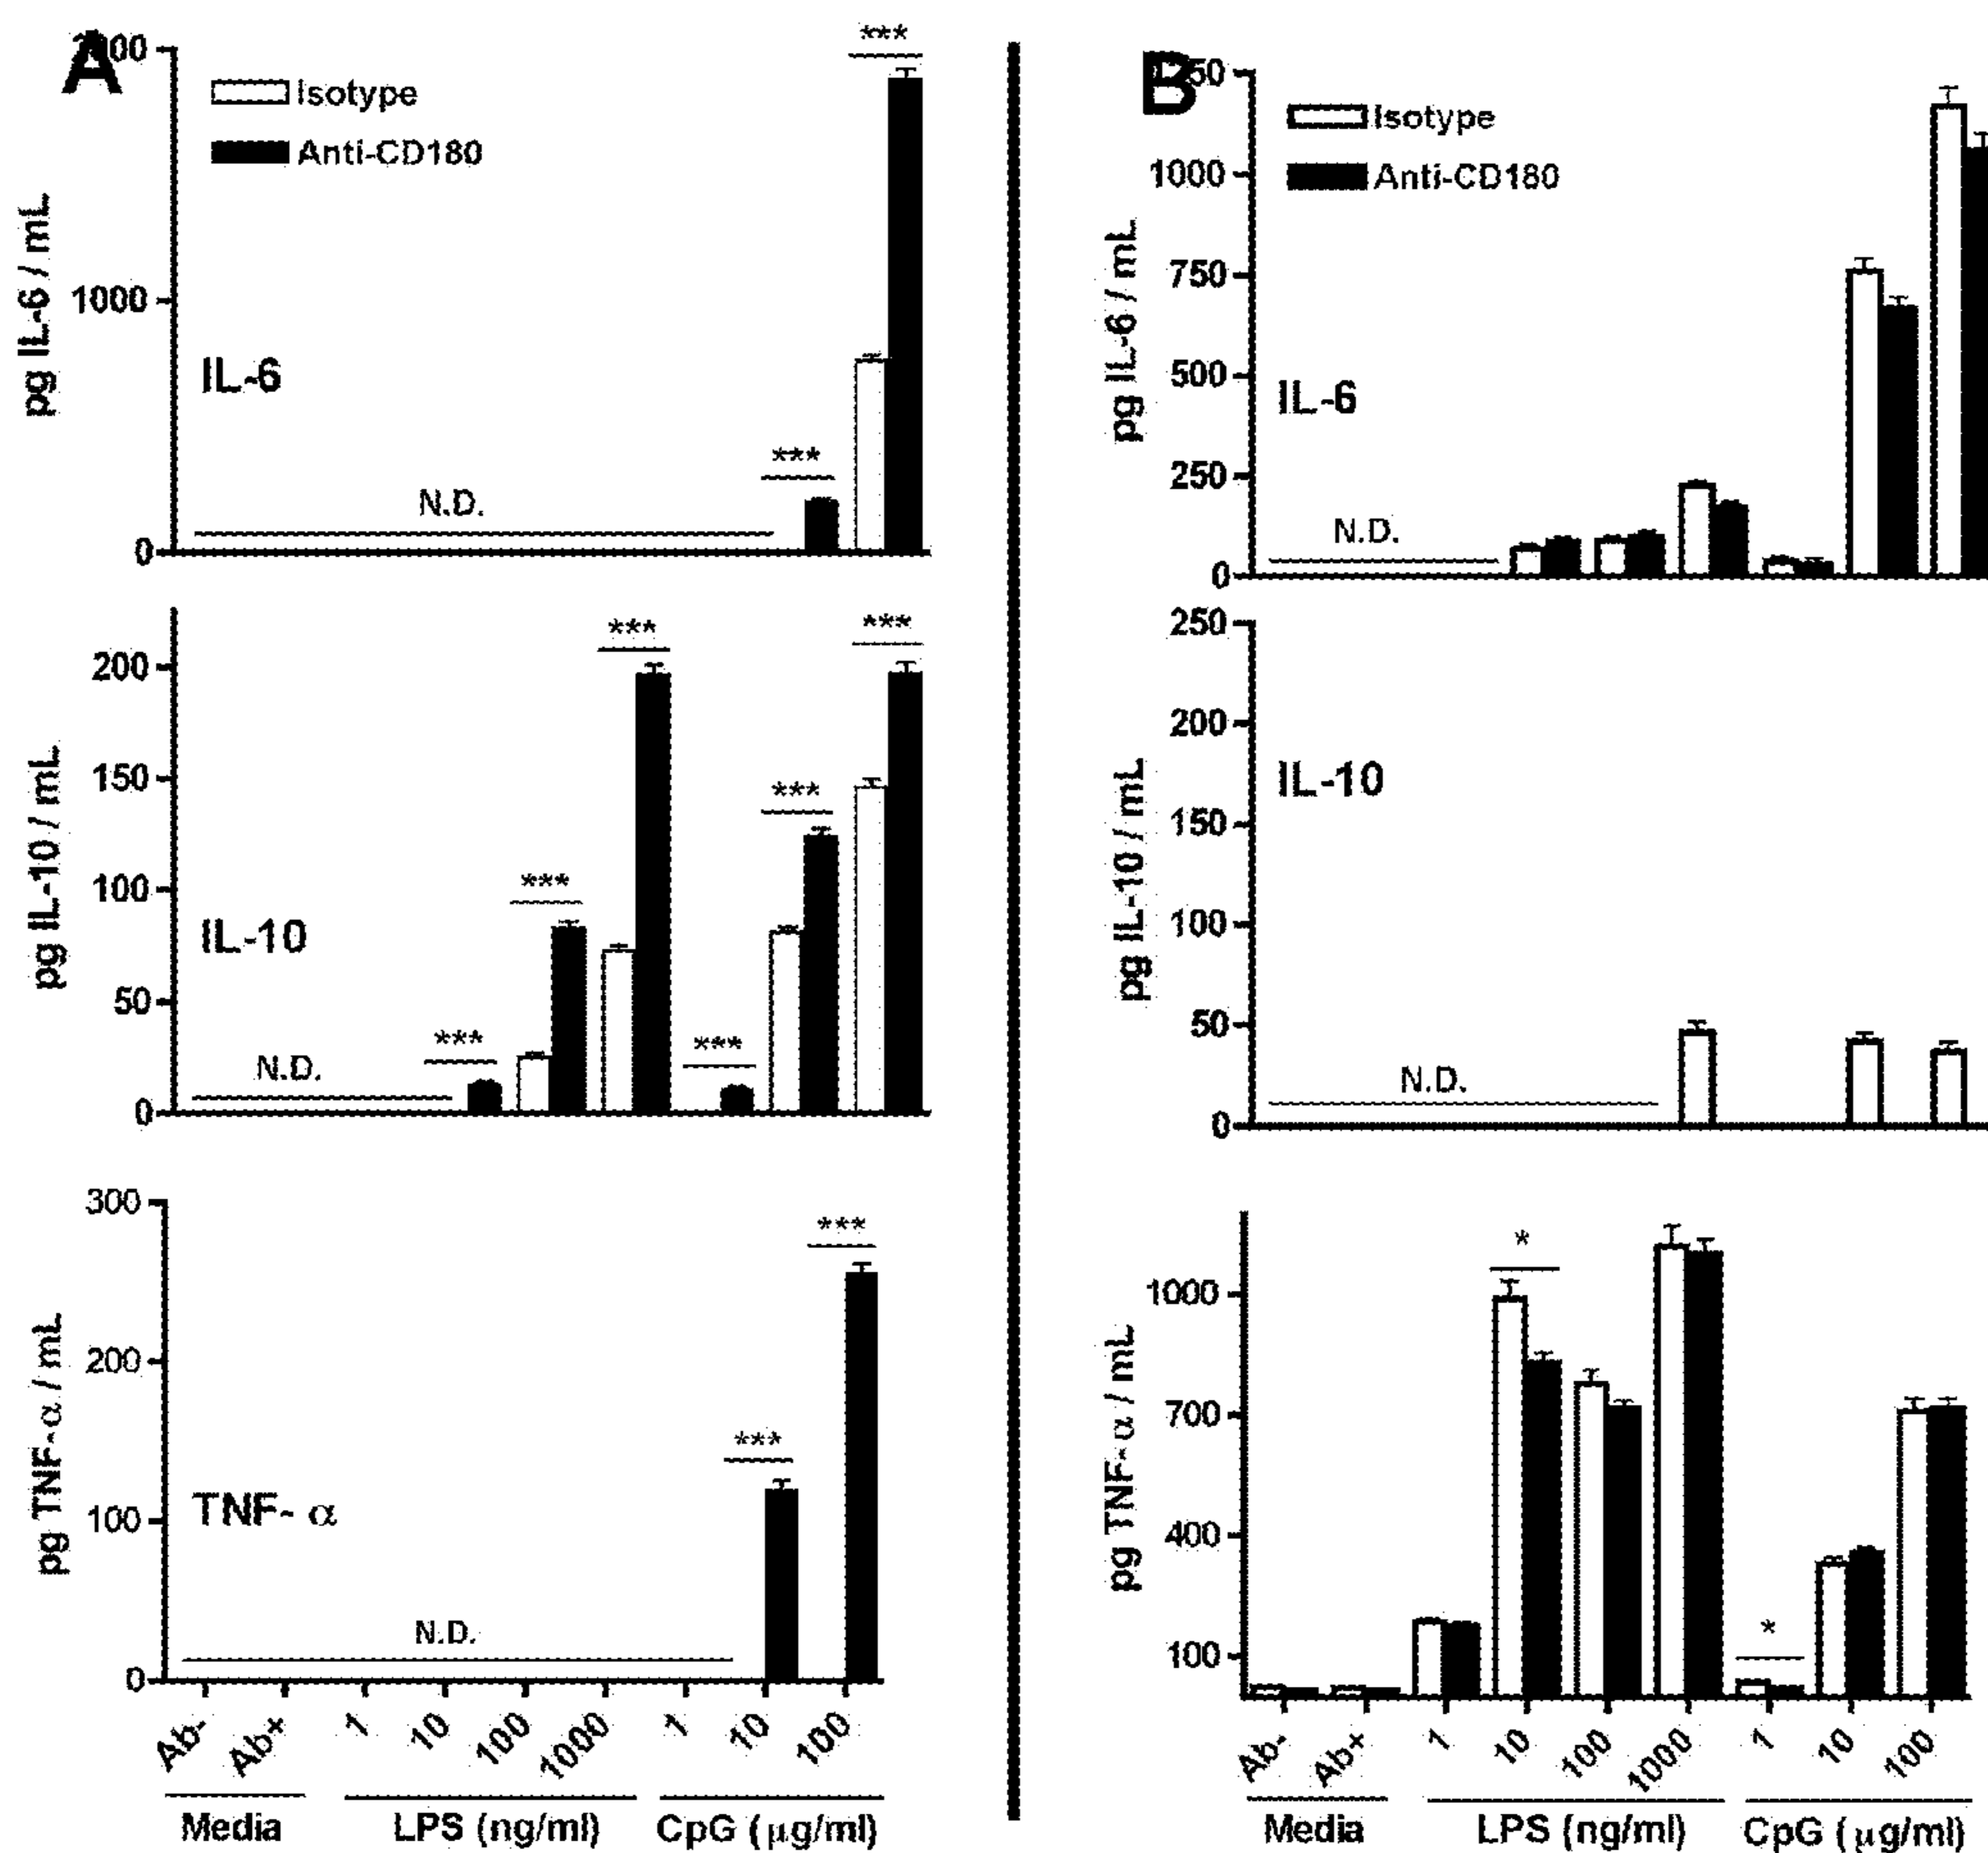 A
Isotype
Anti-CD180
pg IL-6 / mL
1000
0
IL-6
N.D.
***
***
pg IL-10 / mL
200
150
100
50
0
IL-10
N.D.
***
***
***
***
***
***
pg TNF-α / mL
300
200
100
0
TNF- α
N.D.
***
***
Ab- Ab+ 1 10 100 1000 1 10 100
Media LPS (ng/ml) CpG (μg/ml)
B
Isotype
Anti-CD180
pg IL-6 / mL
1000
750
500
250
0
IL-6
N.D.
pg IL-10 / mL
250
200
150
100
50
0
IL-10
N.D.
pg TNF-α / mL
1000
700
400
100
*
*
Ab- Ab+ 1 10 100 1000 1 10 100
Media LPS (ng/ml) CpG (μg/ml)